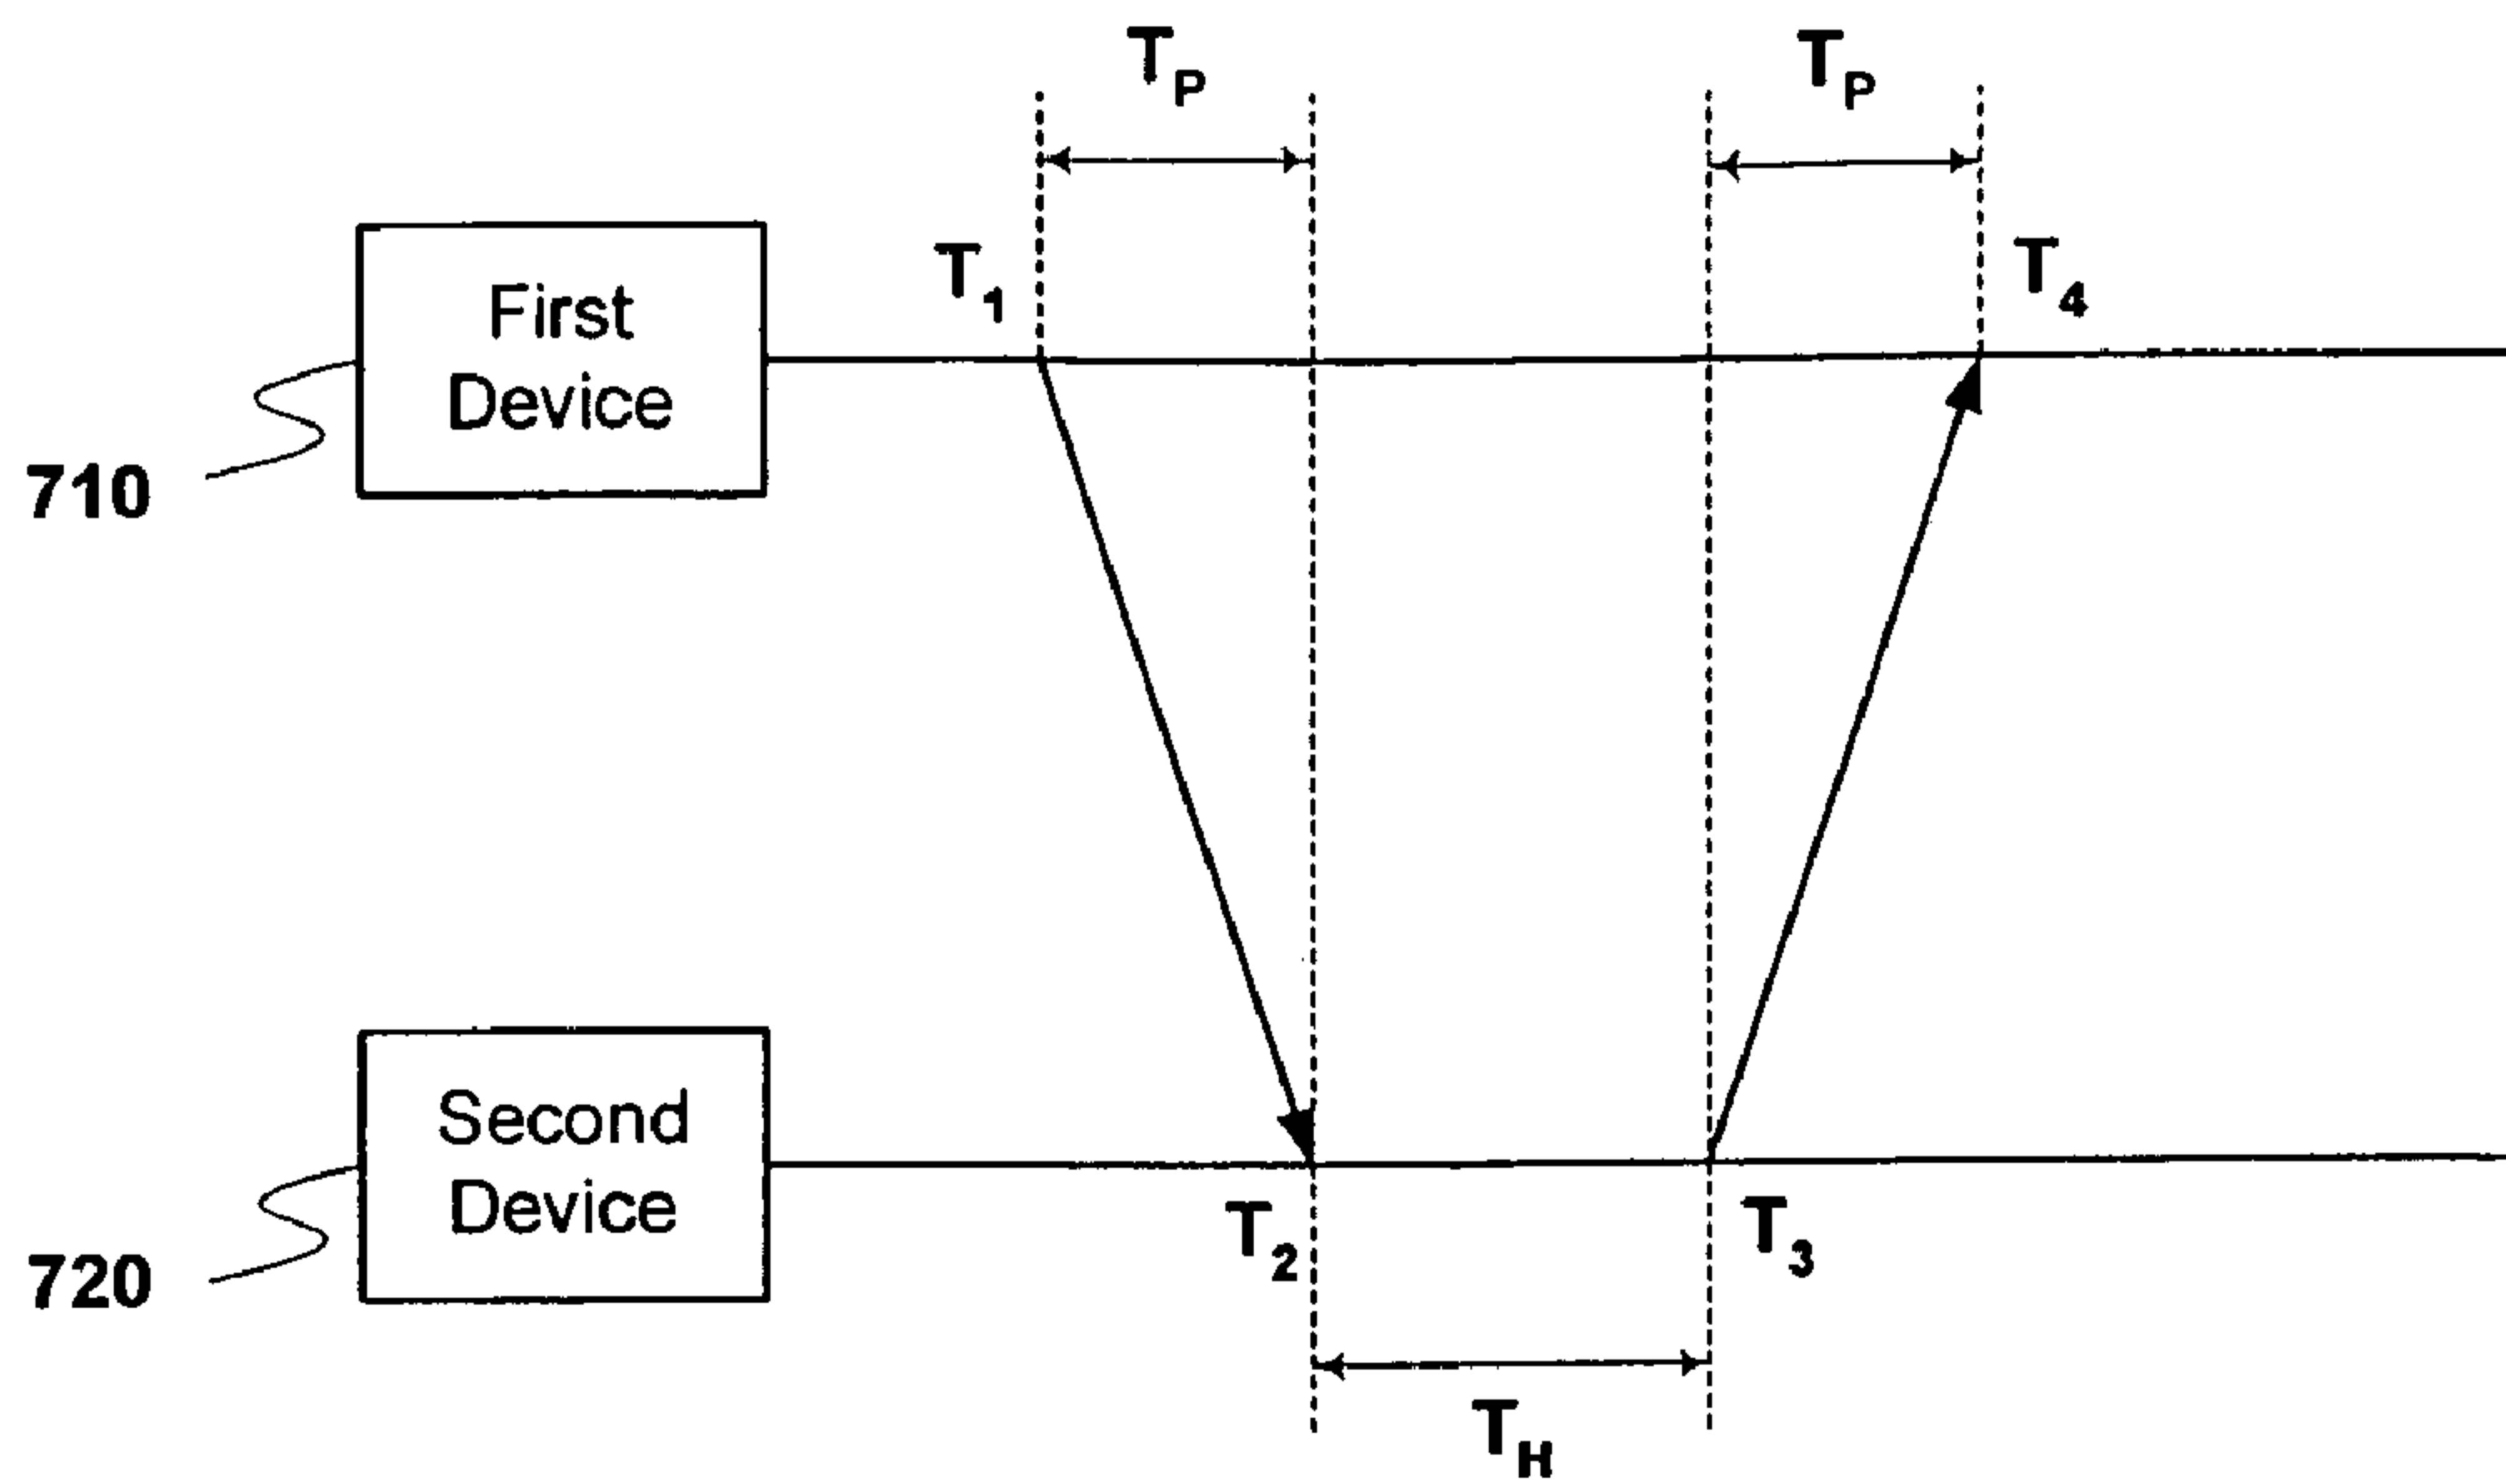 T_P
T_P
T_1
T_4
First
Device
710
Second
Device
720
T_2
T_3
T_H